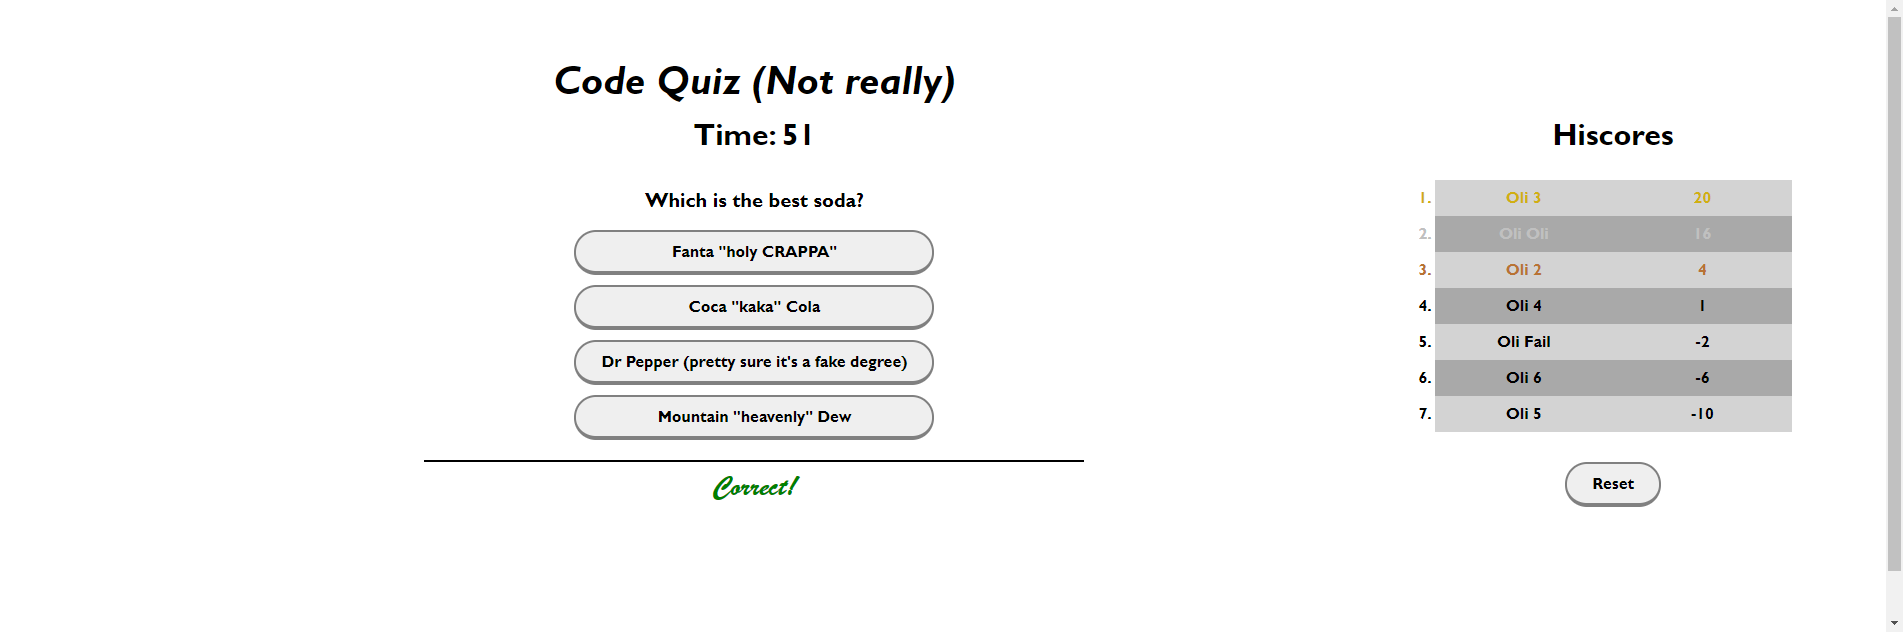 Code Quiz (Not really)
Time: 51
Which is the best soda?
Fanta "holy CRAPPA"
Coca "kaka" Cola
Dr Pepper (pretty sure it's a fake degree)
Mountain "heavenly" Dew
Correct!
Hiscores
1. Oli 3 20
2. Oli Oli 16
3. Oli 2 4
4. Oli 4 1
5. Oli Fail -2
6. Oli 6 -6
7. Oli 5 -10
Reset